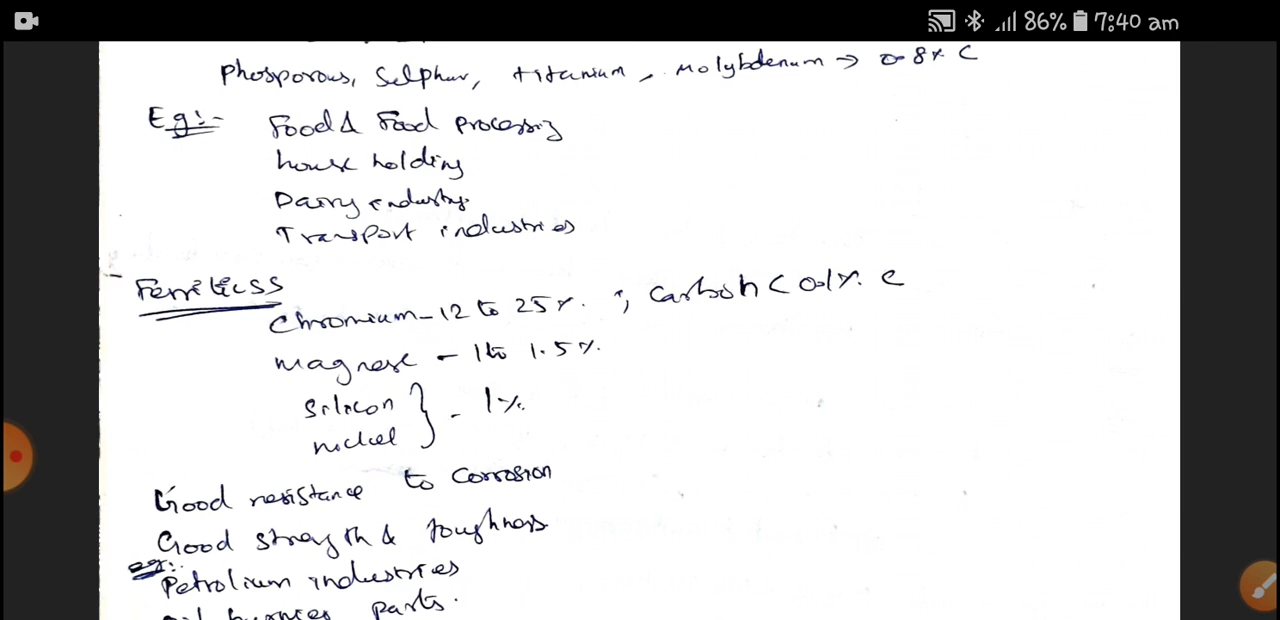 86% 7:40 am
Phosporous, Sulphur, titanium, Molybdenum → 0.8% C
Eg:- Food & Food processing
house holding
Dairy industry.
Transport industries
Ferritic SS
Chromium - 12 to 25%. ; Carbon < 0.1%. C
Magnese - 1 to 1.5%.
Silicon } - 1%.
nickel
Good resistance to corrosion
Good strength & toughness
eg:-
Petrolium industries
parts.